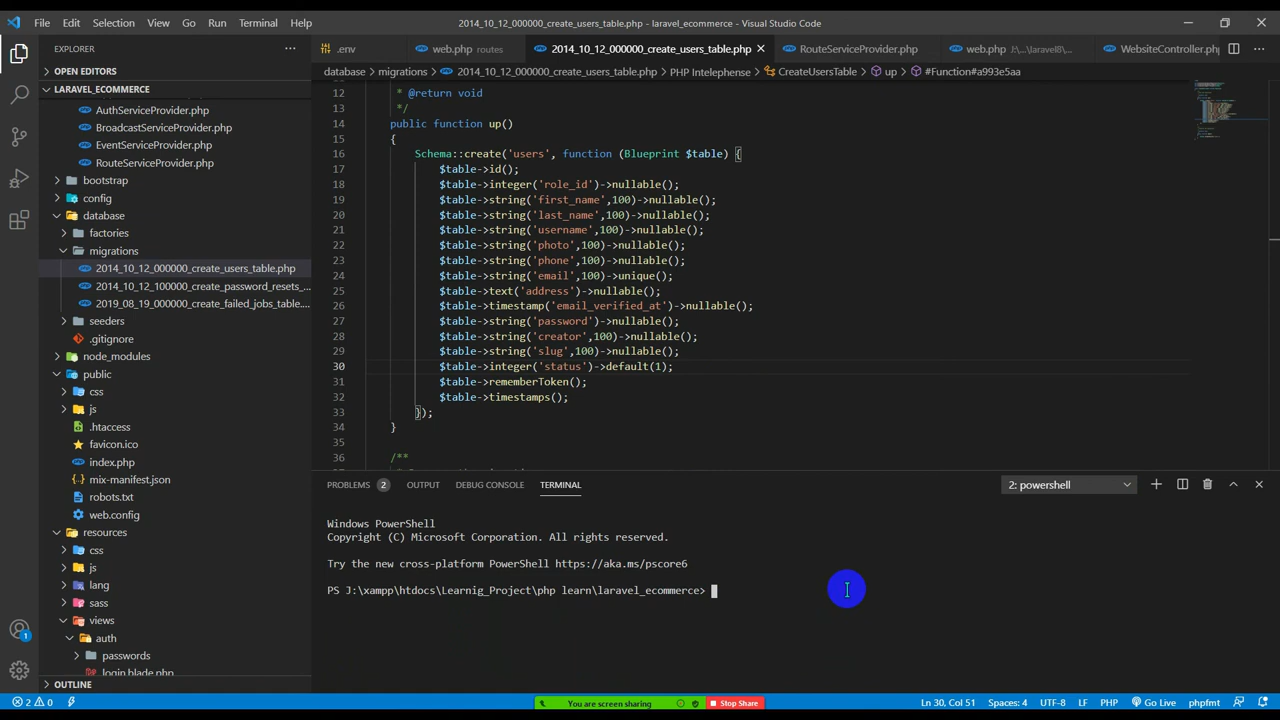 File Edit Selection View Go Run Terminal Help
2014_10_12_000000_create_users_table.php - laravel_ecommerce - Visual Studio Code
EXPLORER
.env
web.php routes
2014_10_12_000000_create_users_table.php
RouteServiceProvider.php
web.php J:\...\laravel8\...
WebsiteController.ph
OPEN EDITORS
LARAVEL_ECOMMERCE
AuthServiceProvider.php
BroadcastServiceProvider.php
EventServiceProvider.php
RouteServiceProvider.php
bootstrap
config
database
factories
migrations
2014_10_12_000000_create_users_table.php
2014_10_12_100000_create_password_resets_...
2019_08_19_000000_create_failed_jobs_table....
seeders
.gitignore
node_modules
public
css
js
.htaccess
favicon.ico
index.php
mix-manifest.json
robots.txt
web.config
resources
css
js
lang
sass
views
auth
passwords
login.blade.php
OUTLINE
database > migrations > 2014_10_12_000000_create_users_table.php > PHP Intelephense > CreateUsersTable > up > #Function#a993e5aa
12 * @return void
13 */
14 public function up()
15 {
16 Schema::create('users', function (Blueprint $table) {
17 $table->id();
18 $table->integer('role_id')->nullable();
19 $table->string('first_name',100)->nullable();
20 $table->string('last_name',100)->nullable();
21 $table->string('username',100)->nullable();
22 $table->string('photo',100)->nullable();
23 $table->string('phone',100)->nullable();
24 $table->string('email',100)->unique();
25 $table->text('address')->nullable();
26 $table->timestamp('email_verified_at')->nullable();
27 $table->string('password')->nullable();
28 $table->string('creator',100)->nullable();
29 $table->string('slug',100)->nullable();
30 $table->integer('status')->default(1);
31 $table->rememberToken();
32 $table->timestamps();
33 });
34 }
35
36 /**
PROBLEMS 2 OUTPUT DEBUG CONSOLE TERMINAL
2: powershell
Windows PowerShell
Copyright (C) Microsoft Corporation. All rights reserved.
Try the new cross-platform PowerShell https://aka.ms/pscore6
PS J:\xampp\htdocs\Learnig_Project\php learn\laravel_ecommerce>
1
2 0
You are screen sharing
Stop Share
Ln 30, Col 51 Spaces: 4 UTF-8 LF PHP Go Live phpfmt